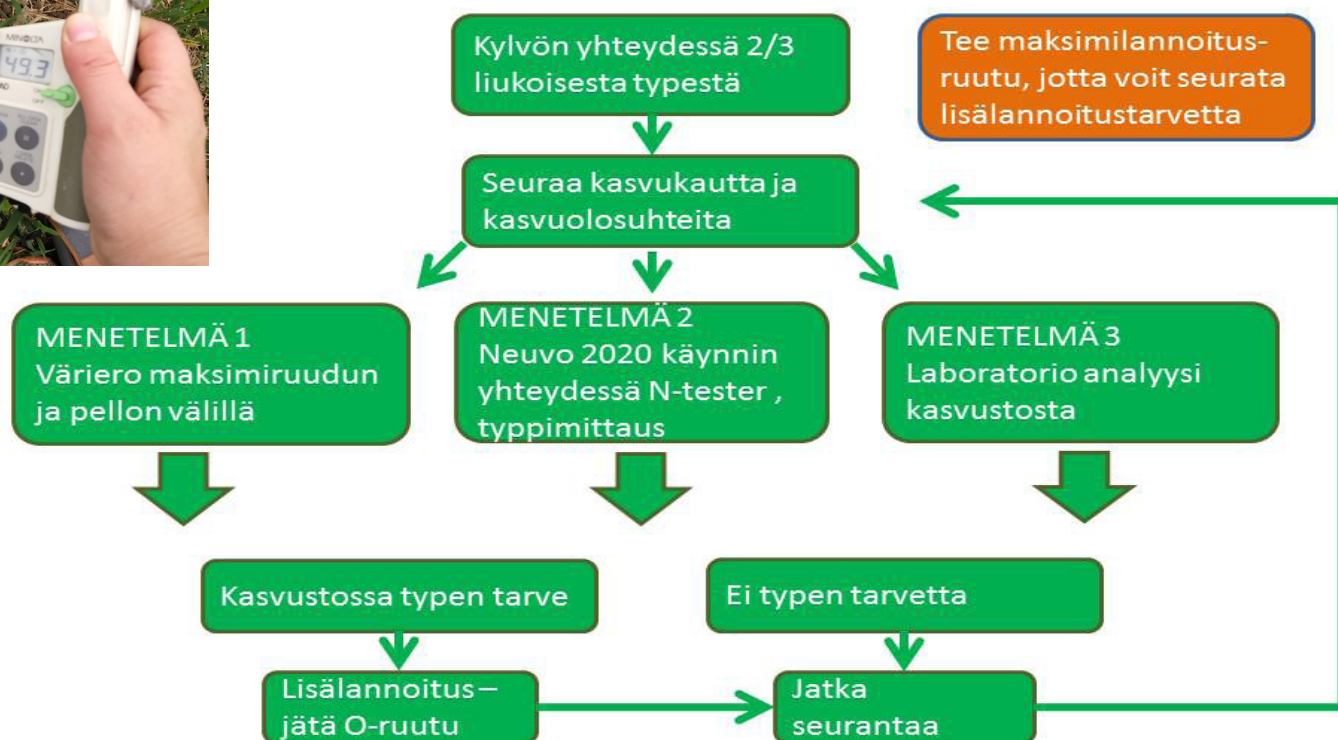 MINOLTA
49.3
ON
OFF
Kylvön yhteydessä 2/3
liukoisesta typestä
Tee maksimilannoitus-
ruutu, jotta voit seurata
lisälannoitustarvetta
Seuraa kasvukautta ja
kasvuolosuhteita
MENETELMÄ 1
Väriero maksimiruudun
ja pellon välillä
MENETELMÄ 2
Neuvo 2020 käynnin
yhteydessä N-tester ,
typpimittaus
MENETELMÄ 3
Laboratorio analyysi
kasvustosta
Kasvustossa typen tarve
Ei typen tarvetta
Lisälannoitus –
jätä O-ruutu
Jatka
seurantaa